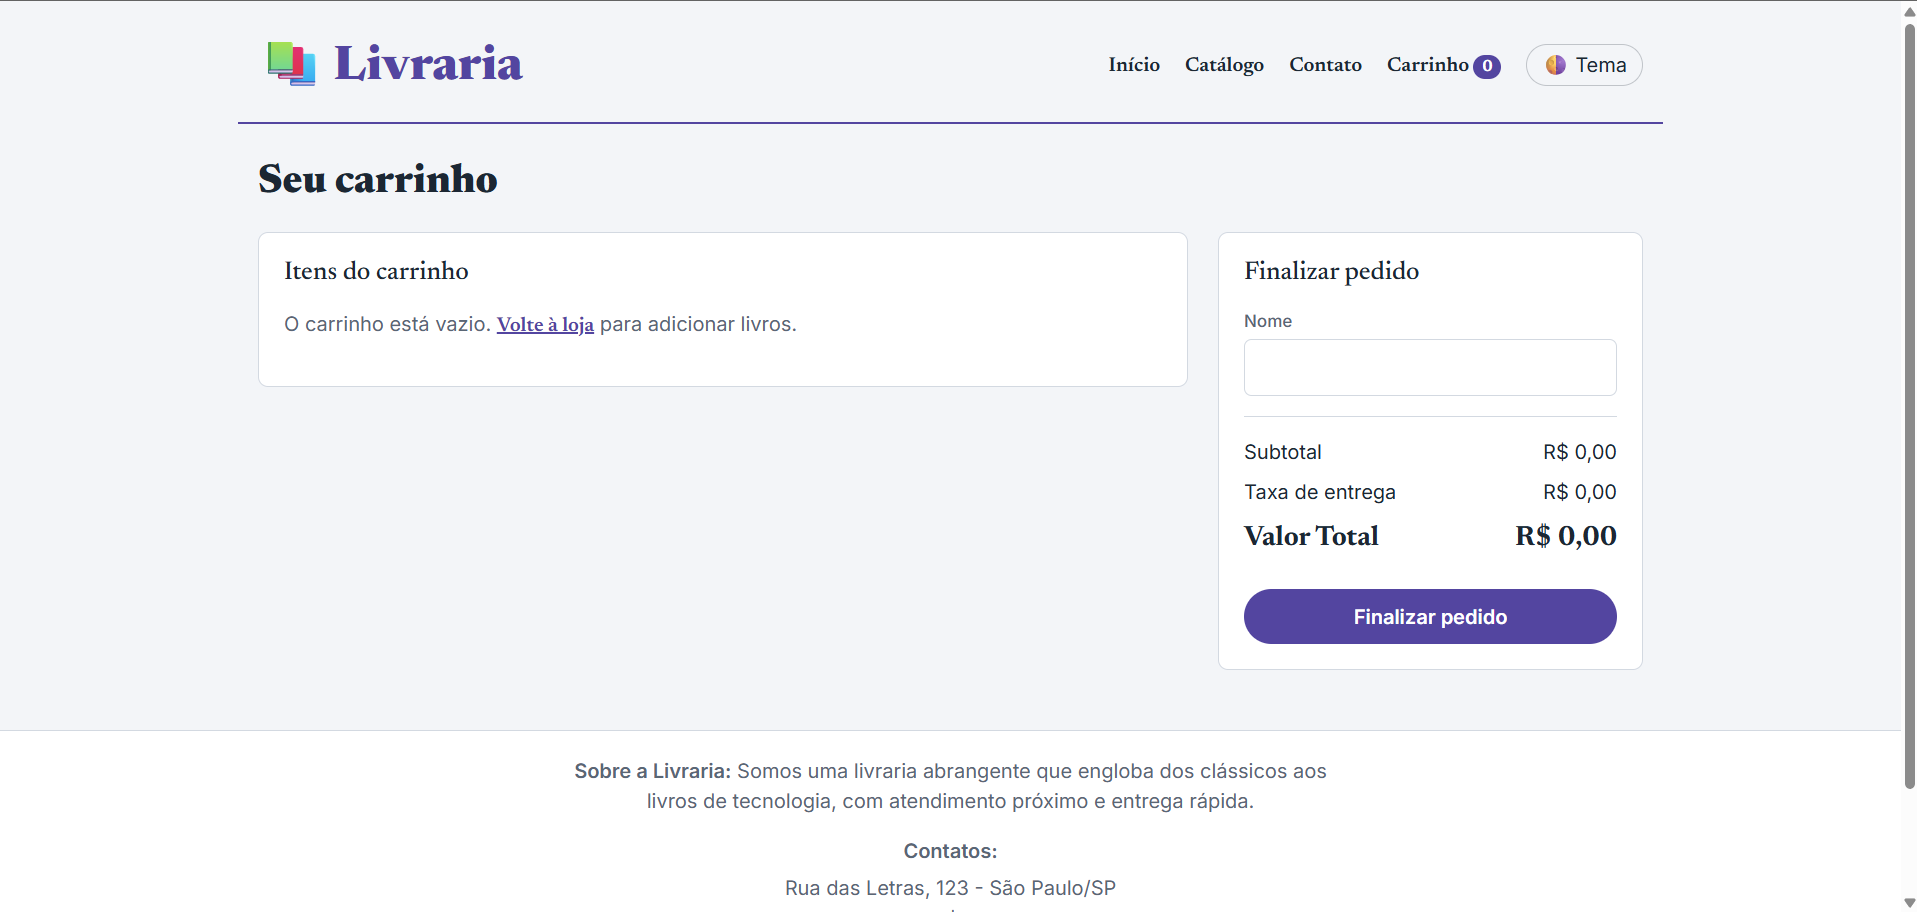 Livraria
Início Catálogo Contato Carrinho 0 Tema
Seu carrinho
Itens do carrinho
O carrinho está vazio. Volte à loja para adicionar livros.
Finalizar pedido
Nome
Subtotal R$ 0,00
Taxa de entrega R$ 0,00
Valor Total R$ 0,00
Finalizar pedido
Sobre a Livraria: Somos uma livraria abrangente que engloba dos clássicos aos
livros de tecnologia, com atendimento próximo e entrega rápida.
Contatos:
Rua das Letras, 123 - São Paulo/SP